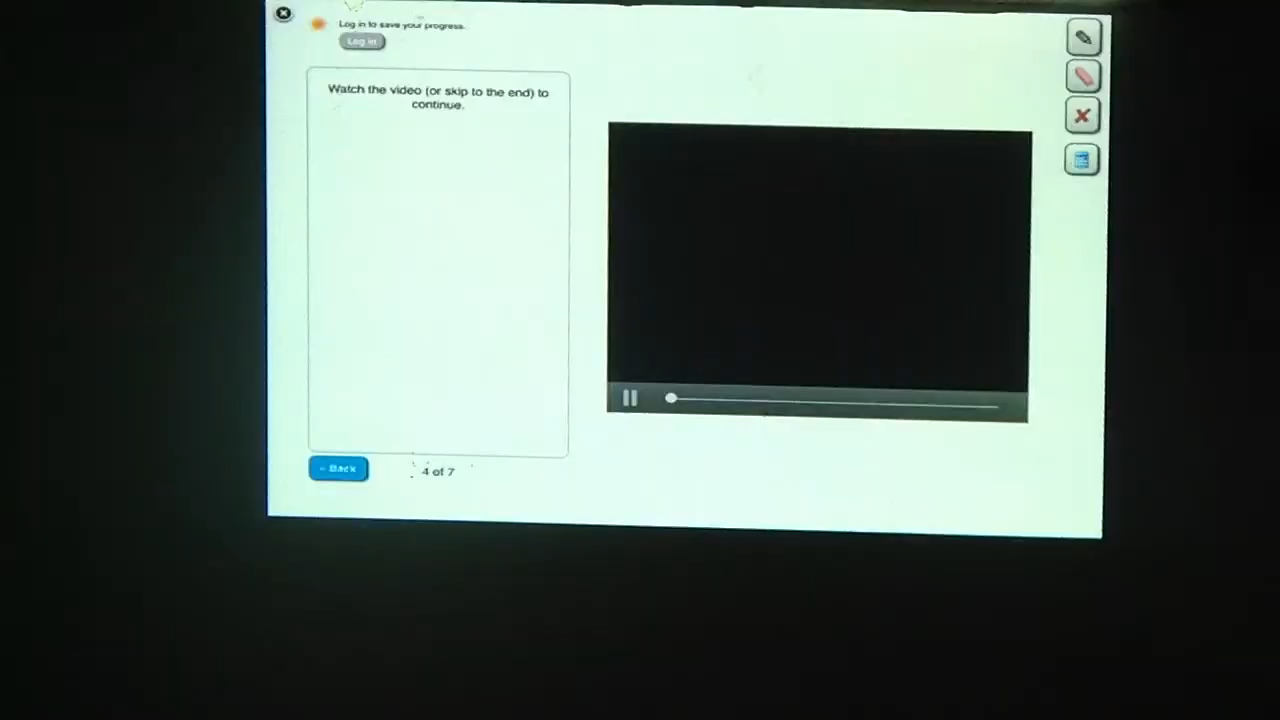 Log in to save your progress.
Log in
Watch the video (or skip to the end) to
continue.
← Back
4 of 7